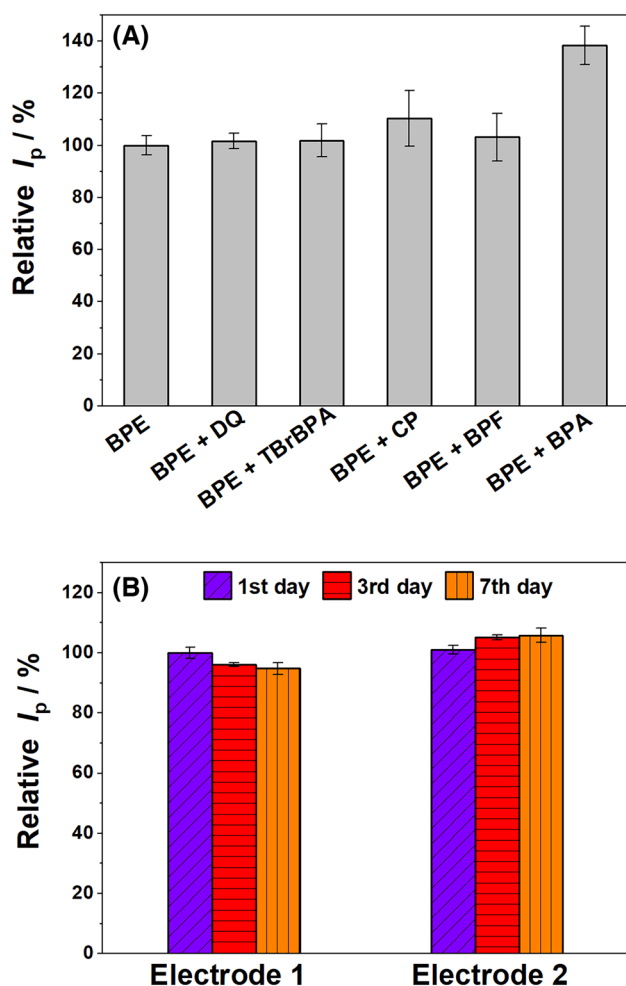 (A)
Relative Ip / %
140
120
100
80
60
40
20
0
BPE
BPE + DQ
BPE + TBrBPA
BPE + CP
BPE + BPF
BPE + BPA
(B)
1st day 3rd day 7th day
Relative Ip / %
120
100
80
60
40
20
0
Electrode 1 Electrode 2